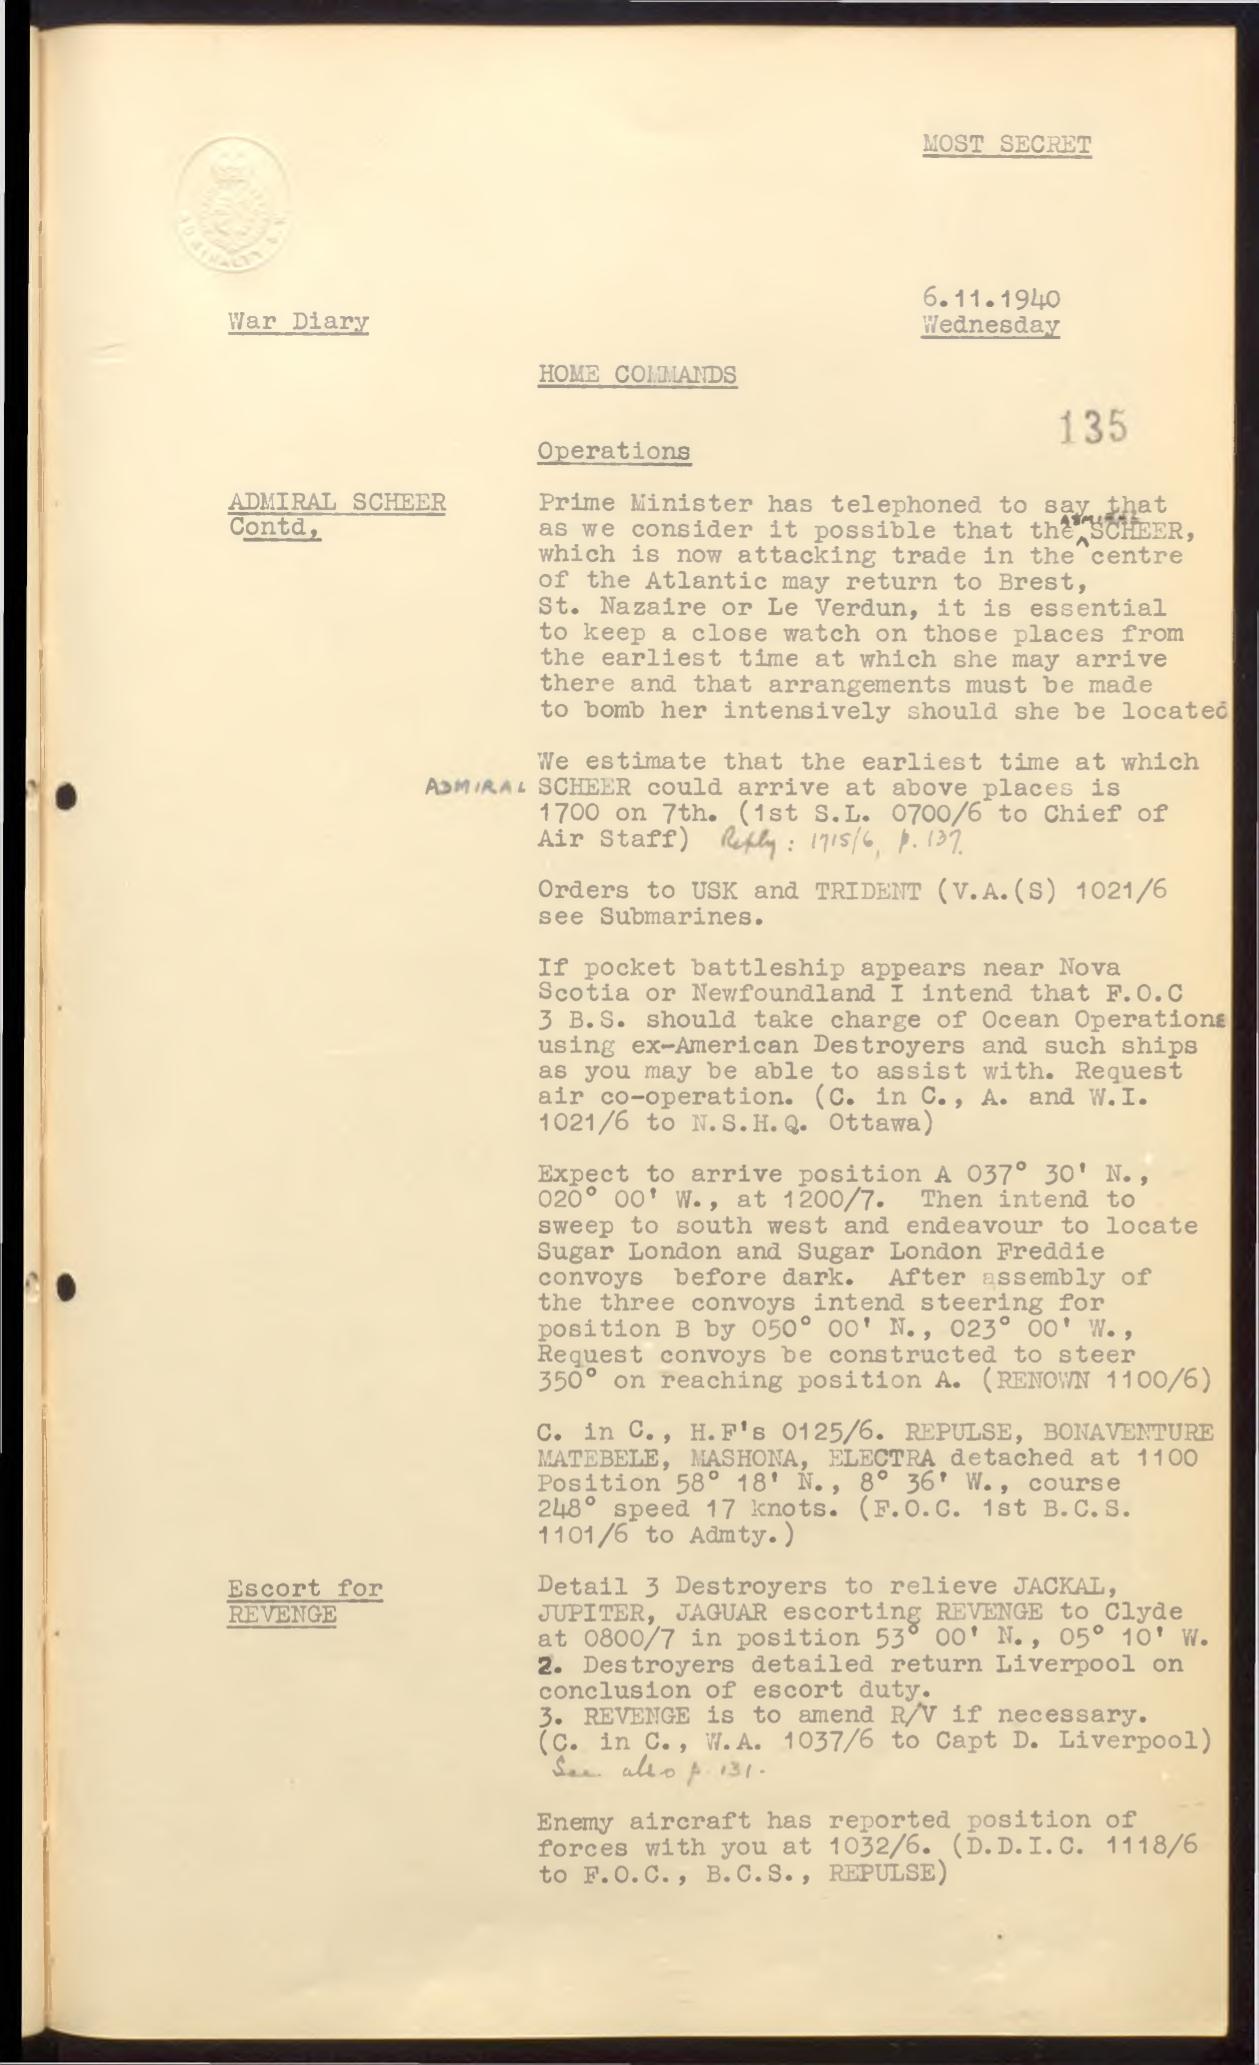 MOST SECRET
6.11.1940
War Diary
Wednesday
HOME COMMANDS
135
Operations
ADMIRAL SCHEER
Contd,
Prime Minister has telephoned to say that
as we consider it possible that the ADMIRAL SCHEER,
which is now attacking trade in the centre
of the Atlantic may return to Brest,
St. Nazaire or Le Verdun, it is essential
to keep a close watch on those places from
the earliest time at which she may arrive
there and that arrangements must be made
to bomb her intensively should she be located
We estimate that the earliest time at which
ADMIRAL SCHEER could arrive at above places is
1700 on 7th. (1st S.L. 0700/6 to Chief of
Air Staff) Reply: 1715/6, p. 137.
Orders to USK and TRIDENT (V.A.(S) 1021/6
see Submarines.
If pocket battleship appears near Nova
Scotia or Newfoundland I intend that F.O.C
3 B.S. should take charge of Ocean Operations
using ex-American Destroyers and such ships
as you may be able to assist with. Request
air co-operation. (C. in C., A. and W.I.
1021/6 to N.S.H.Q. Ottawa)
Expect to arrive position A 037° 30' N.,
020° 00' W., at 1200/7. Then intend to
sweep to south west and endeavour to locate
Sugar London and Sugar London Freddie
convoys before dark. After assembly of
the three convoys intend steering for
position B by 050° 00' N., 023° 00' W.,
Request convoys be constructed to steer
350° on reaching position A. (RENOWN 1100/6)
C. in C., H.F's 0125/6. REPULSE, BONAVENTURE
MATEBELE, MASHONA, ELECTRA detached at 1100
Position 58° 18' N., 8° 36' W., course
248° speed 17 knots. (F.O.C. 1st B.C.S.
1101/6 to Admty.)
Escort for
REVENGE
Detail 3 Destroyers to relieve JACKAL,
JUPITER, JAGUAR escorting REVENGE to Clyde
at 0800/7 in position 53° 00' N., 05° 10' W.
2. Destroyers detailed return Liverpool on
conclusion of escort duty.
3. REVENGE is to amend R/V if necessary.
(C. in C., W.A. 1037/6 to Capt D. Liverpool)
See also p. 131.
Enemy aircraft has reported position of
forces with you at 1032/6. (D.D.I.C. 1118/6
to F.O.C., B.C.S., REPULSE)